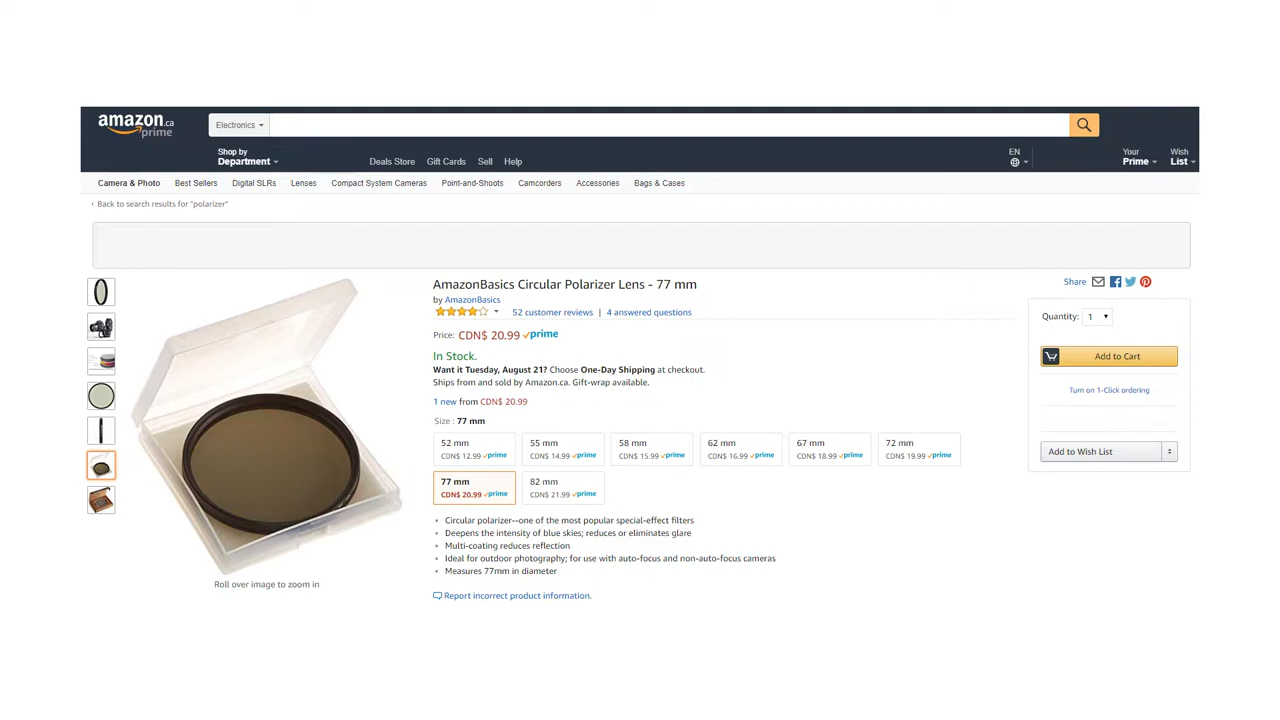 amazon.ca
prime
Electronics
Shop by
Department
Deals Store Gift Cards Sell Help
EN
Your
Prime
Wish
List
Camera & Photo Best Sellers Digital SLRs Lenses Compact System Cameras Point-and-Shoots Camcorders Accessories Bags & Cases
‹ Back to search results for "polarizer"
AmazonBasics Circular Polarizer Lens - 77 mm
by AmazonBasics
52 customer reviews | 4 answered questions
Price: CDN$ 20.99 prime
In Stock.
Want it Tuesday, August 21? Choose One-Day Shipping at checkout.
Ships from and sold by Amazon.ca. Gift-wrap available.
1 new from CDN$ 20.99
Size : 77 mm
52 mm
CDN$ 12.99 prime
55 mm
CDN$ 14.99 prime
58 mm
CDN$ 15.99 prime
62 mm
CDN$ 16.99 prime
67 mm
CDN$ 18.99 prime
72 mm
CDN$ 19.99 prime
77 mm
CDN$ 20.99 prime
82 mm
CDN$ 21.99 prime
• Circular polarizer--one of the most popular special-effect filters
• Deepens the intensity of blue skies; reduces or eliminates glare
• Multi-coating reduces reflection
• Ideal for outdoor photography; for use with auto-focus and non-auto-focus cameras
• Measures 77mm in diameter
Report incorrect product information.
Roll over image to zoom in
Share
Quantity: 1
Add to Cart
Turn on 1-Click ordering
Add to Wish List